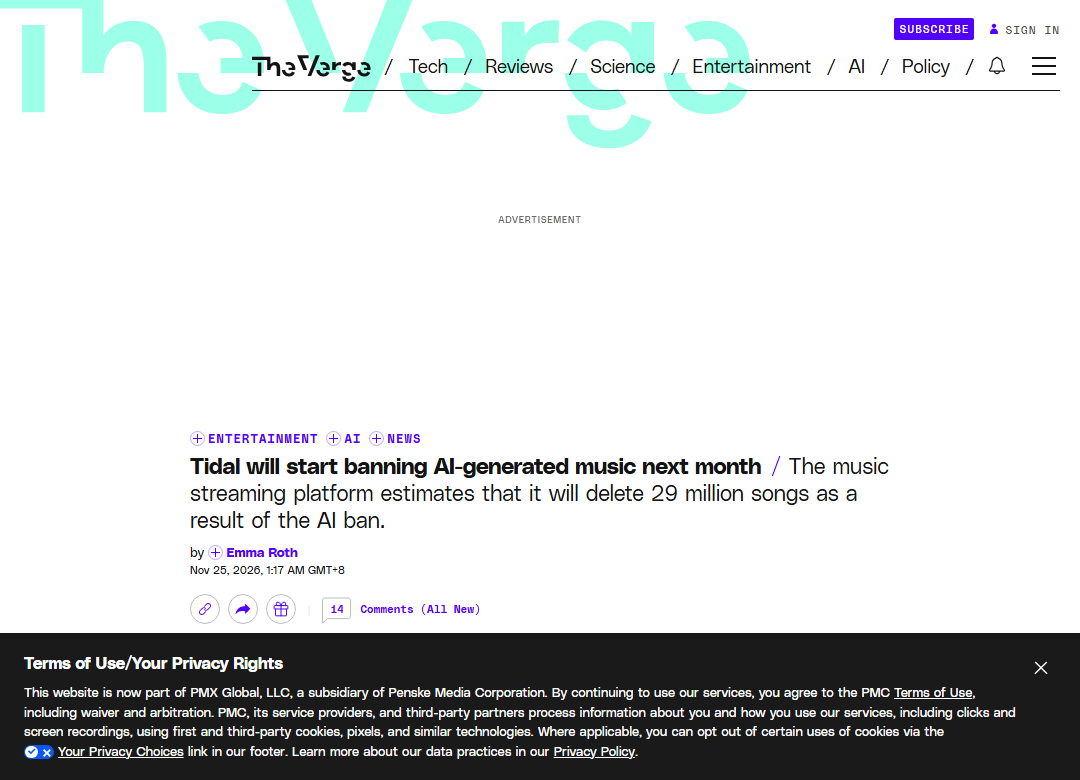 The Verge
SUBSCRIBE SIGN IN
The Verge / Tech / Reviews / Science / Entertainment / AI / Policy /
ADVERTISEMENT
ENTERTAINMENT AI NEWS
Tidal will start banning AI-generated music next month / The music
streaming platform estimates that it will delete 29 million songs as a
result of the AI ban.
by Emma Roth
Nov 25, 2026, 1:17 AM GMT+8
14 Comments (All New)
Terms of Use/Your Privacy Rights
This website is now part of PMX Global, LLC, a subsidiary of Penske Media Corporation. By continuing to use our services, you agree to the PMC Terms of Use,
including waiver and arbitration. PMC, its service providers, and third-party partners process information about you and how you use our services, including clicks and
screen recordings, using first and third-party cookies, pixels, and similar technologies. Where applicable, you can opt out of certain uses of cookies via the
Your Privacy Choices link in our footer. Learn more about our data practices in our Privacy Policy.